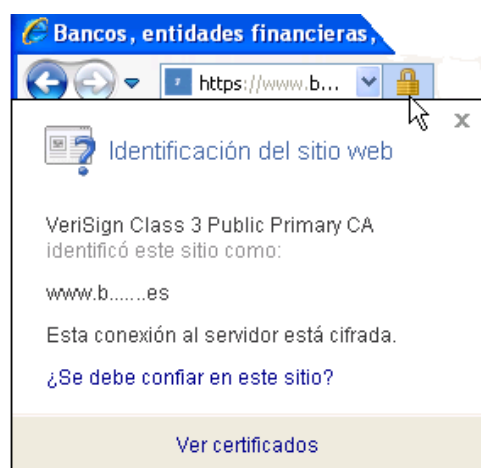 Bancos, entidades financieras,
https://www.b...
x
Identificación del sitio web
VeriSign Class 3 Public Primary CA
identificó este sitio como:
www.b.......es
Esta conexión al servidor está cifrada.
¿Se debe confiar en este sitio?
Ver certificados